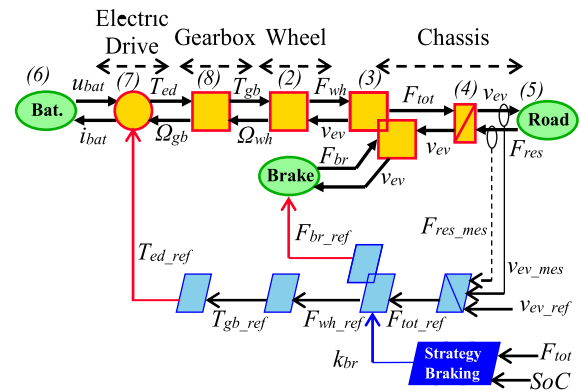 Electric Drive Gearbox Wheel Chassis
(6) (7) (8) (2) (3) (4) (5)
u_bat T_ed T_gb F_wh F_tot v_ev
Bat. Road
i_bat Ω_gb Ω_wh v_ev v_ev F_res
F_br
Brake v_ev
F_br_ref F_res_mes
T_ed_ref v_ev_mes
T_gb_ref F_wh_ref F_tot_ref v_ev_ref
k_br Strategy F_tot
Braking SoC